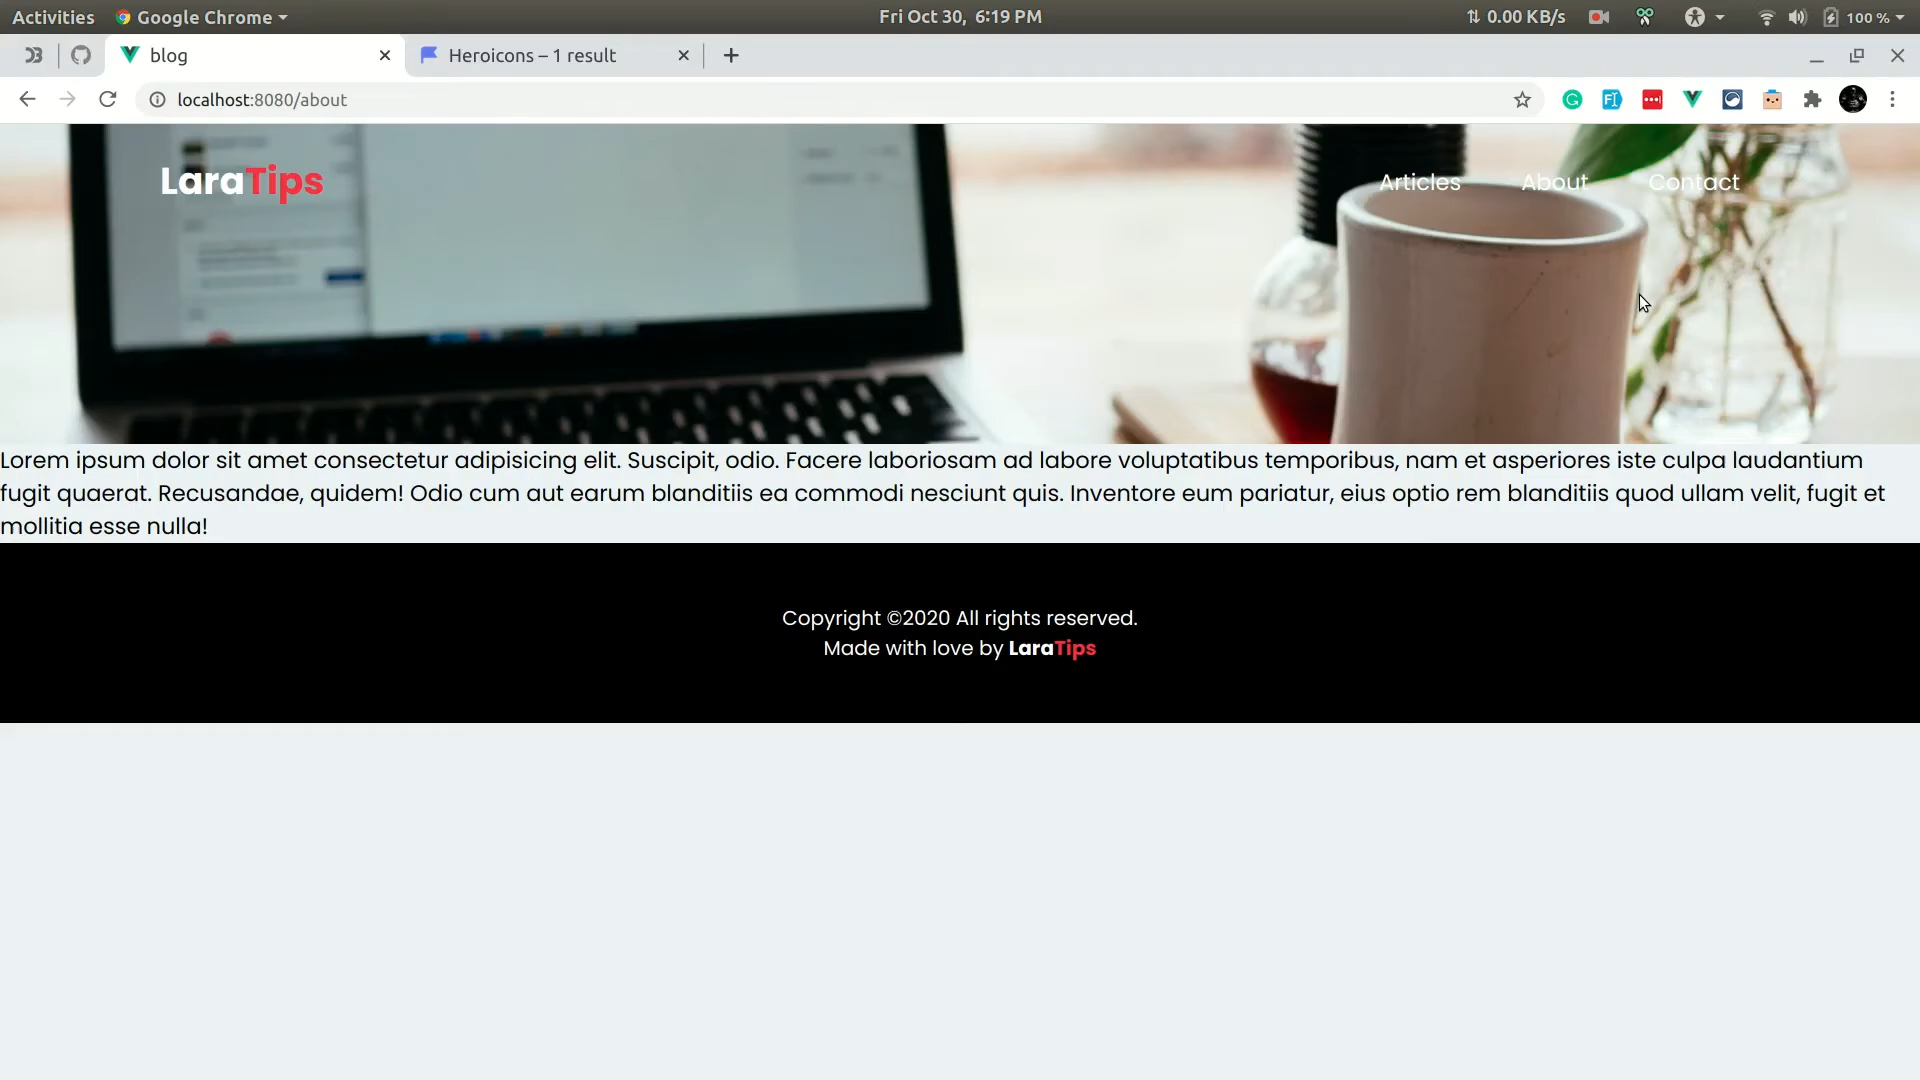 Activities Google Chrome Fri Oct 30, 6:19 PM 0.00 KB/s 100 %
blog Heroicons – 1 result
localhost:8080/about
LaraTips Articles About Contact
Lorem ipsum dolor sit amet consectetur adipisicing elit. Suscipit, odio. Facere laboriosam ad labore voluptatibus temporibus, nam et asperiores iste culpa laudantium
fugit quaerat. Recusandae, quidem! Odio cum aut earum blanditiis ea commodi nesciunt quis. Inventore eum pariatur, eius optio rem blanditiis quod ullam velit, fugit et
mollitia esse nulla!
Copyright ©2020 All rights reserved.
Made with love by LaraTips